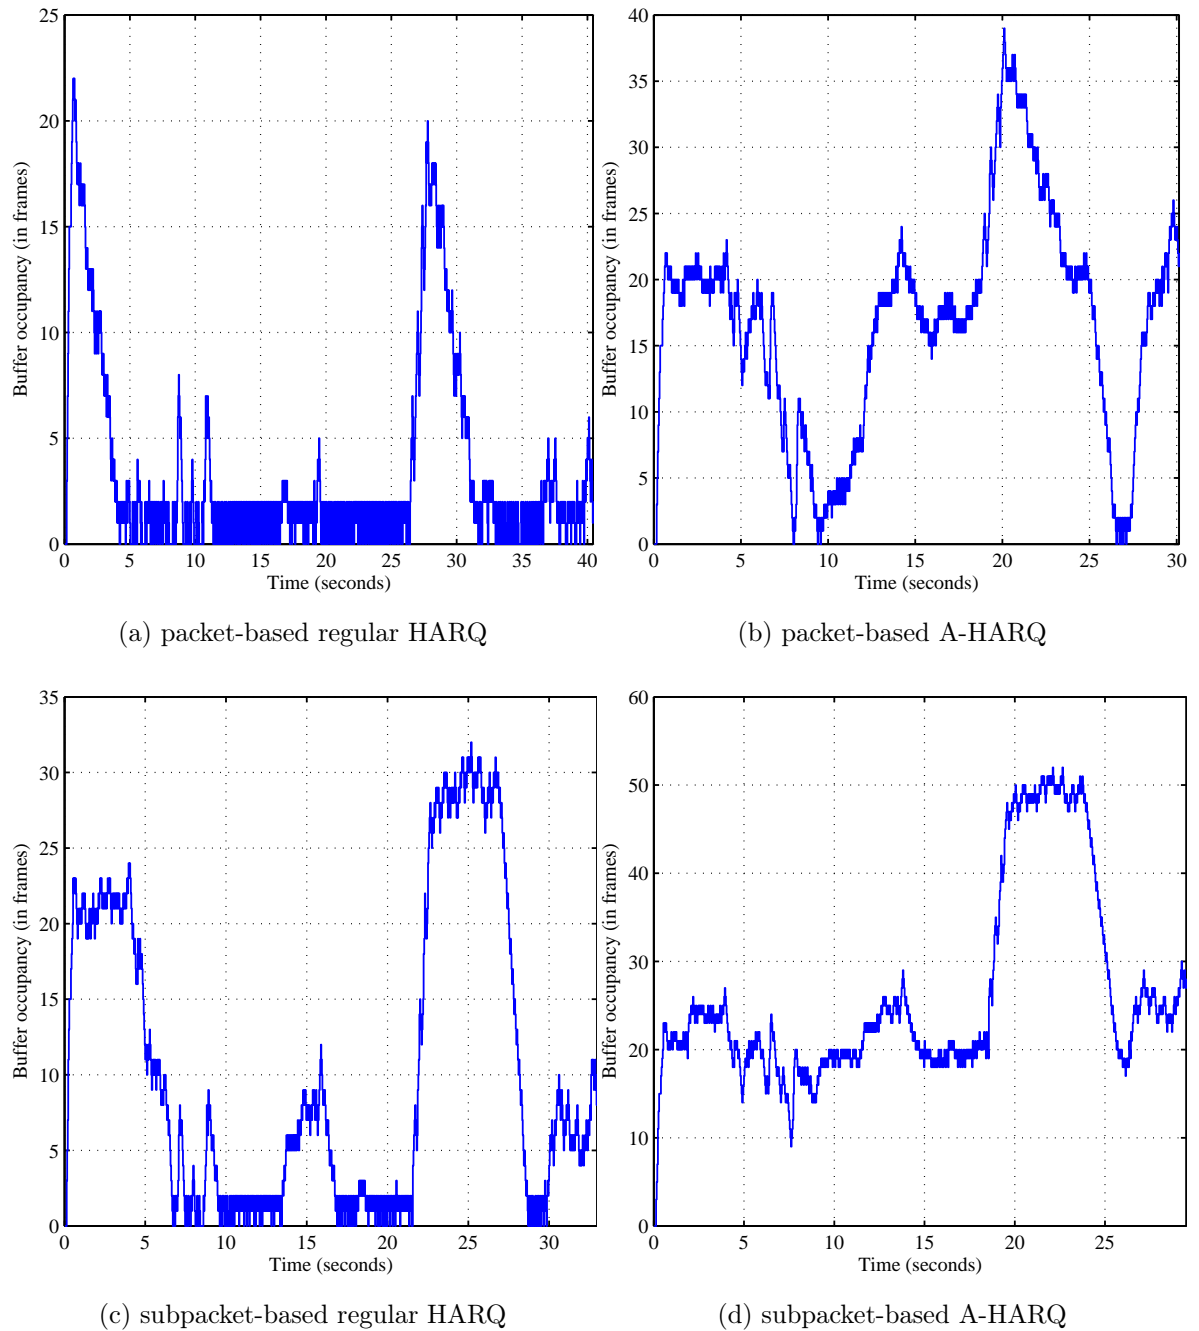 25
20
15
10
5
0
Buffer occupancy (in frames)
0 5 10 15 20 25 30 35 40
Time (seconds)
(a) packet-based regular HARQ
40
35
30
25
20
15
10
5
0
Buffer occupancy (in frames)
0 5 10 15 20 25 30
Time (seconds)
(b) packet-based A-HARQ
35
30
25
20
15
10
5
0
Buffer occupancy (in frames)
0 5 10 15 20 25 30
Time (seconds)
(c) subpacket-based regular HARQ
60
50
40
30
20
10
0
Buffer occupancy (in frames)
0 5 10 15 20 25
Time (seconds)
(d) subpacket-based A-HARQ